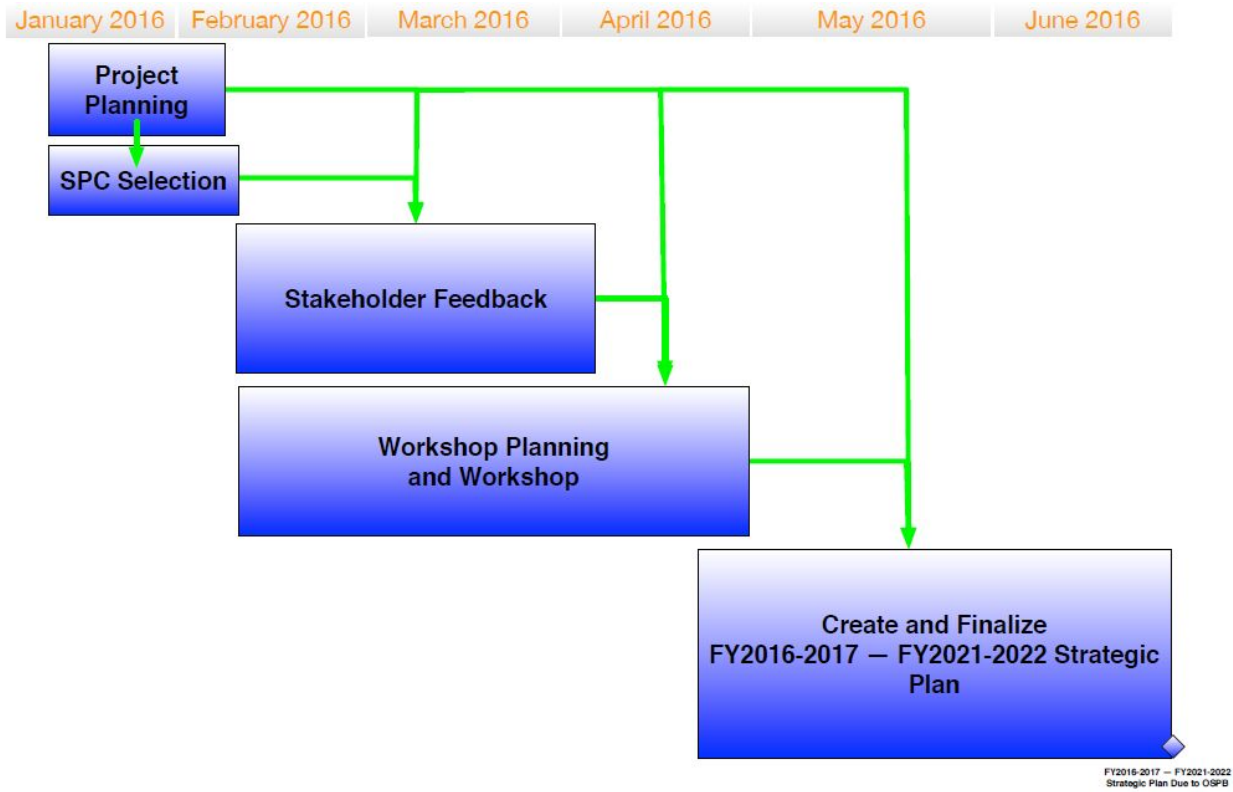 January 2016 February 2016 March 2016 April 2016 May 2016 June 2016
Project
Planning
SPC Selection
Stakeholder Feedback
Workshop Planning
and Workshop
Create and Finalize
FY2016-2017 — FY2021-2022 Strategic
Plan
FY2016-2017 — FY2021-2022
Strategic Plan Due to OSPB